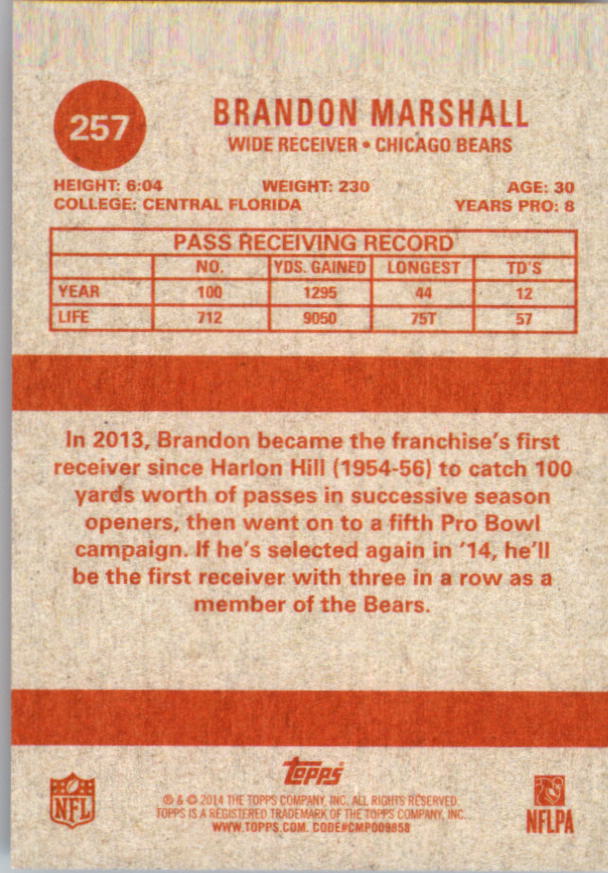 257
BRANDON MARSHALL
WIDE RECEIVER • CHICAGO BEARS
HEIGHT: 6:04 WEIGHT: 230 AGE: 30
COLLEGE: CENTRAL FLORIDA YEARS PRO: 8
PASS RECEIVING RECORD
NO. YDS. GAINED LONGEST TD'S
YEAR 100 1295 44 12
LIFE 712 9050 75T 57
In 2013, Brandon became the franchise's first
receiver since Harlon Hill (1954-56) to catch 100
yards worth of passes in successive season
openers, then went on to a fifth Pro Bowl
campaign. If he's selected again in '14, he'll
be the first receiver with three in a row as a
member of the Bears.
NFL
Topps
® & © 2014 THE TOPPS COMPANY, INC. ALL RIGHTS RESERVED.
TOPPS IS A REGISTERED TRADEMARK OF THE TOPPS COMPANY, INC.
WWW.TOPPS.COM. CODE#CMP009858
NFLPA